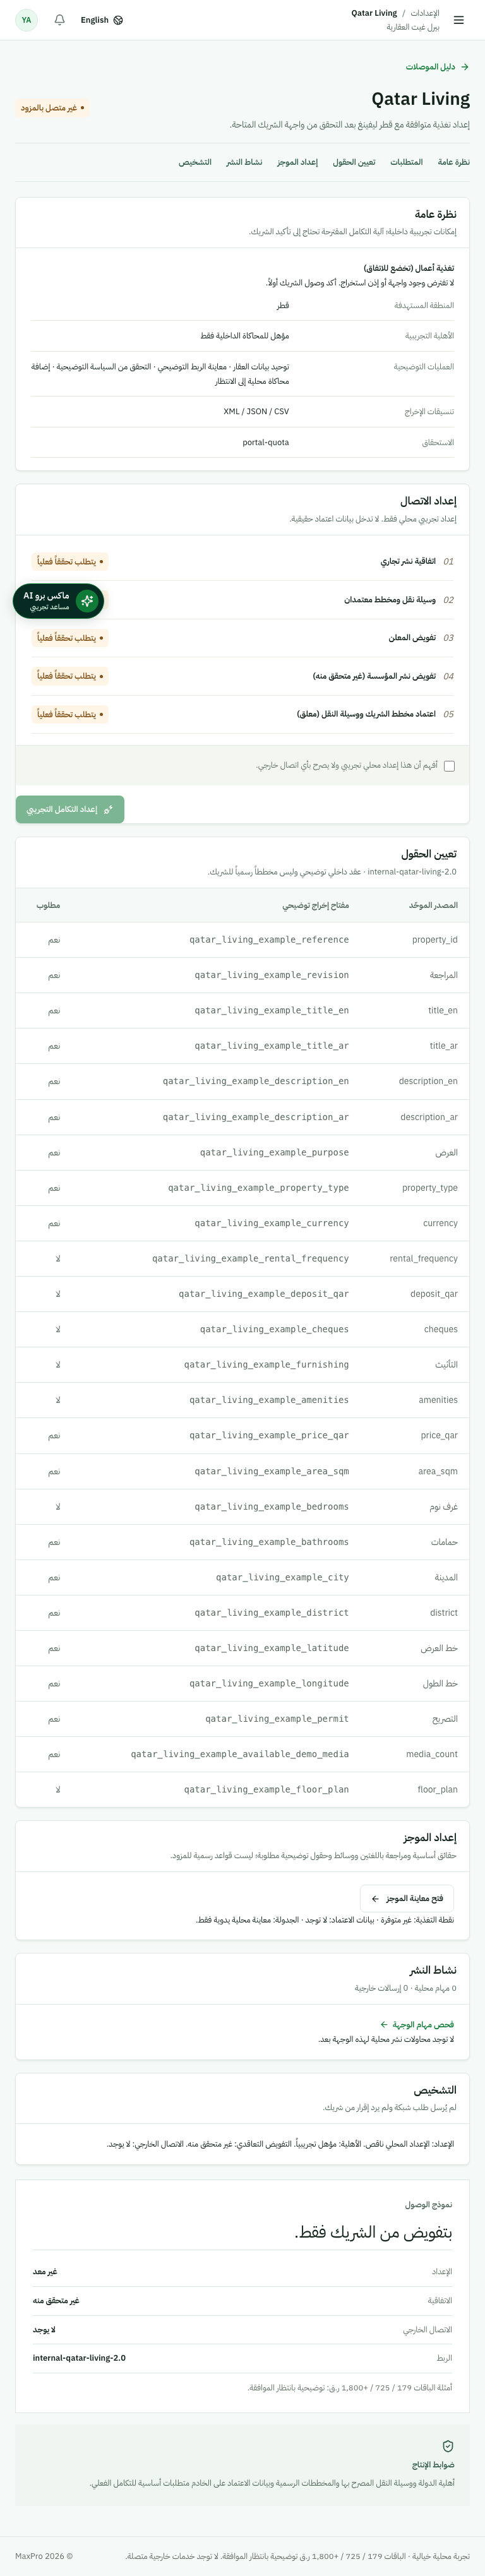 الإعدادات / Qatar Living
بيرل غيت العقارية
English
YA
دليل الموصلات
Qatar Living
إعداد تغذية متوافقة مع قطر ليفينغ بعد التحقق من واجهة الشريك المتاحة.
غير متصل بالمزود
نظرة عامة المتطلبات تعيين الحقول إعداد الموجز نشاط النشر التشخيص
نظرة عامة
إمكانات تجريبية داخلية؛ آلية التكامل المقترحة تحتاج إلى تأكيد الشريك.
تغذية أعمال (تخضع للاتفاق)
لا تفترض وجود واجهة أو إذن استخراج. أكد وصول الشريك أولاً.
المنطقة المستهدفة قطر
الأهلية التجريبية مؤهل للمحاكاة الداخلية فقط
العمليات التوضيحية توحيد بيانات العقار · معاينة الربط التوضيحي · التحقق من السياسة التوضيحية · إضافة
محاكاة محلية إلى الانتظار
تنسيقات الإخراج XML / JSON / CSV
الاستحقاق portal-quota
إعداد الاتصال
إعداد تجريبي محلي فقط. لا تدخل بيانات اعتماد حقيقية.
01 اتفاقية نشر تجاري يتطلب تحققاً فعلياً
02 وسيلة نقل ومخطط معتمدان
ماكس برو AI
مساعد تجريبي
03 تفويض المعلن يتطلب تحققاً فعلياً
04 تفويض نشر المؤسسة (غير متحقق منه) يتطلب تحققاً فعلياً
05 اعتماد مخطط الشريك ووسيلة النقل (معلق) يتطلب تحققاً فعلياً
أفهم أن هذا إعداد محلي تجريبي ولا يصرح بأي اتصال خارجي.
إعداد التكامل التجريبي
تعيين الحقول
internal-qatar-living-2.0 · عقد داخلي توضيحي وليس مخططاً رسمياً للشريك.
المصدر الموحّد مفتاح إخراج توضيحي مطلوب
property_id qatar_living_example_reference نعم
المراجعة qatar_living_example_revision نعم
title_en qatar_living_example_title_en نعم
title_ar qatar_living_example_title_ar نعم
description_en qatar_living_example_description_en نعم
description_ar qatar_living_example_description_ar نعم
الغرض qatar_living_example_purpose نعم
property_type qatar_living_example_property_type نعم
currency qatar_living_example_currency نعم
rental_frequency qatar_living_example_rental_frequency لا
deposit_qar qatar_living_example_deposit_qar لا
cheques qatar_living_example_cheques لا
التأثيث qatar_living_example_furnishing لا
amenities qatar_living_example_amenities لا
price_qar qatar_living_example_price_qar نعم
area_sqm qatar_living_example_area_sqm نعم
غرف نوم qatar_living_example_bedrooms لا
حمامات qatar_living_example_bathrooms نعم
المدينة qatar_living_example_city نعم
district qatar_living_example_district نعم
خط العرض qatar_living_example_latitude نعم
خط الطول qatar_living_example_longitude نعم
التصريح qatar_living_example_permit نعم
media_count qatar_living_example_available_demo_media نعم
floor_plan qatar_living_example_floor_plan لا
إعداد الموجز
حقائق أساسية ومراجعة باللغتين ووسائط وحقول توضيحية مطلوبة؛ ليست قواعد رسمية للمزود.
فتح معاينة الموجز
نقطة التغذية: غير متوفرة · بيانات الاعتماد: لا توجد · الجدولة: معاينة محلية يدوية فقط.
نشاط النشر
0 مهام محلية · 0 إرسالات خارجية
فحص مهام الوجهة
لا توجد محاولات نشر محلية لهذه الوجهة بعد.
التشخيص
لم يُرسل طلب شبكة ولم يرد إقرار من شريك.
الإعداد: الإعداد المحلي ناقص. الأهلية: مؤهل تجريبياً. التفويض التعاقدي: غير متحقق منه. الاتصال الخارجي: لا يوجد.
نموذج الوصول
بتفويض من الشريك فقط.
الإعداد غير معد
الاتفاقية غير متحقق منه
الاتصال الخارجي لا يوجد
الربط internal-qatar-living-2.0
أمثلة الباقات 179 / 725 / +1,800 ر.ق: توضيحية بانتظار الموافقة.
ضوابط الإنتاج
أهلية الدولة ووسيلة النقل المصرح بها والمخططات الرسمية وبيانات الاعتماد على الخادم متطلبات أساسية للتكامل الفعلي.
تجربة محلية خيالية · الباقات 179 / 725 / +1,800 ر.ق توضيحية بانتظار الموافقة. لا توجد خدمات خارجية متصلة.
© 2026 MaxPro